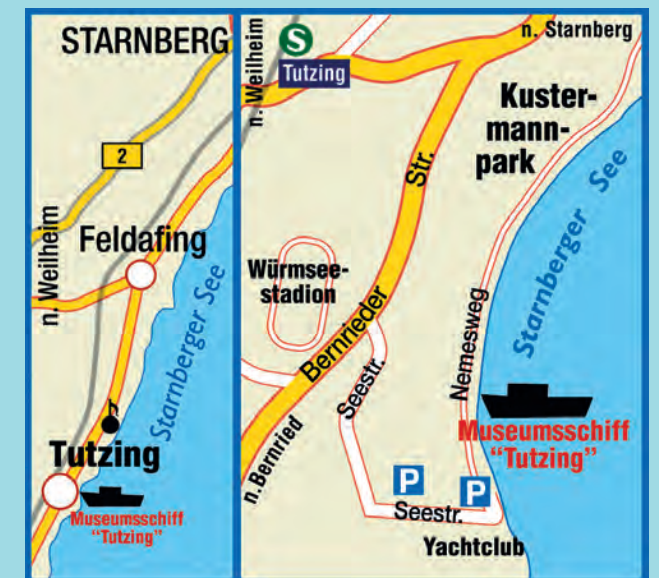 STARNBERG
2
n. Weilheim
Feldafing
Starnberger See
Tutzing
Museumsschiff
"Tutzing"
n. Starnberg
S
Tutzing
n. Weilheim
Kuster-
mann-
park
Str.
Starnberger See
Würmsee-
stadion
Bernrieder
Nemesweg
Seestr.
n. Bernried
Museumsschiff
"Tutzing"
P
P
Seestr.
Yachtclub